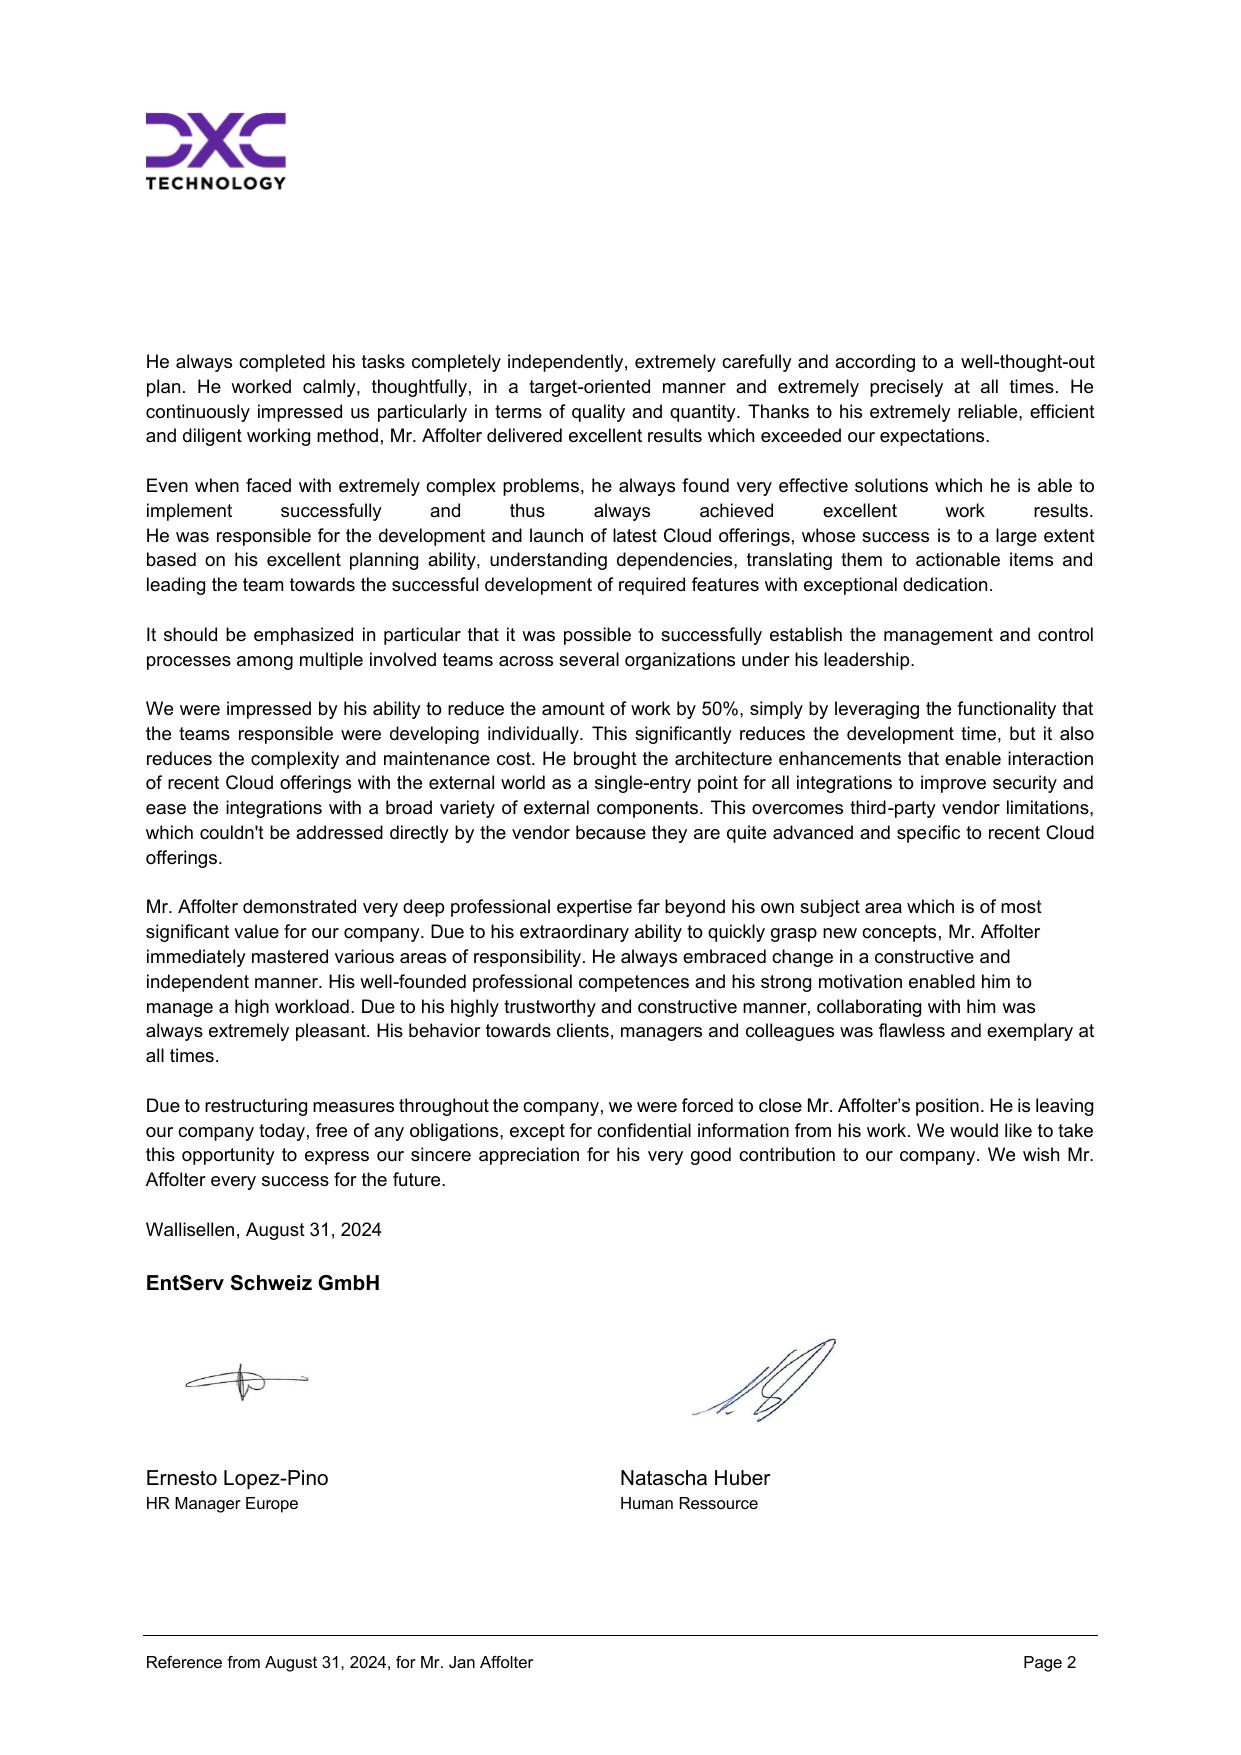 DXC
TECHNOLOGY
He always completed his tasks completely independently, extremely carefully and according to a well-thought-out
plan. He worked calmly, thoughtfully, in a target-oriented manner and extremely precisely at all times. He
continuously impressed us particularly in terms of quality and quantity. Thanks to his extremely reliable, efficient
and diligent working method, Mr. Affolter delivered excellent results which exceeded our expectations.
Even when faced with extremely complex problems, he always found very effective solutions which he is able to
implement successfully and thus always achieved excellent work results.
He was responsible for the development and launch of latest Cloud offerings, whose success is to a large extent
based on his excellent planning ability, understanding dependencies, translating them to actionable items and
leading the team towards the successful development of required features with exceptional dedication.
It should be emphasized in particular that it was possible to successfully establish the management and control
processes among multiple involved teams across several organizations under his leadership.
We were impressed by his ability to reduce the amount of work by 50%, simply by leveraging the functionality that
the teams responsible were developing individually. This significantly reduces the development time, but it also
reduces the complexity and maintenance cost. He brought the architecture enhancements that enable interaction
of recent Cloud offerings with the external world as a single-entry point for all integrations to improve security and
ease the integrations with a broad variety of external components. This overcomes third-party vendor limitations,
which couldn't be addressed directly by the vendor because they are quite advanced and specific to recent Cloud
offerings.
Mr. Affolter demonstrated very deep professional expertise far beyond his own subject area which is of most
significant value for our company. Due to his extraordinary ability to quickly grasp new concepts, Mr. Affolter
immediately mastered various areas of responsibility. He always embraced change in a constructive and
independent manner. His well-founded professional competences and his strong motivation enabled him to
manage a high workload. Due to his highly trustworthy and constructive manner, collaborating with him was
always extremely pleasant. His behavior towards clients, managers and colleagues was flawless and exemplary at
all times.
Due to restructuring measures throughout the company, we were forced to close Mr. Affolter’s position. He is leaving
our company today, free of any obligations, except for confidential information from his work. We would like to take
this opportunity to express our sincere appreciation for his very good contribution to our company. We wish Mr.
Affolter every success for the future.
Wallisellen, August 31, 2024
EntServ Schweiz GmbH
Ernesto Lopez-Pino
HR Manager Europe
Natascha Huber
Human Ressource
Reference from August 31, 2024, for Mr. Jan Affolter
Page 2